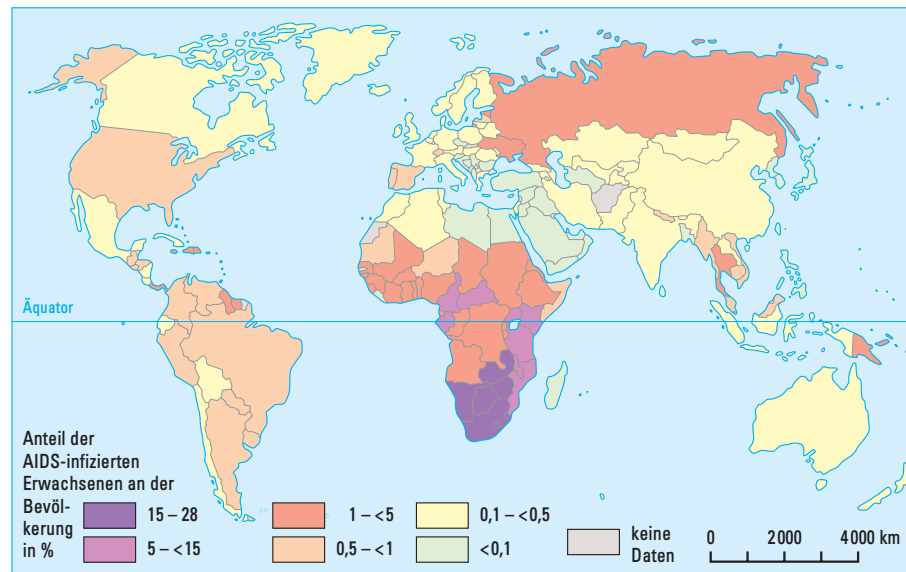 Äquator
Anteil der
AIDS-infizierten
Erwachsenen an der
Bevöl-
kerung
in %
15 – 28
5 – <15
1 – <5
0,5 – <1
0,1 – <0,5
<0,1
keine
Daten
0 2000 4000 km